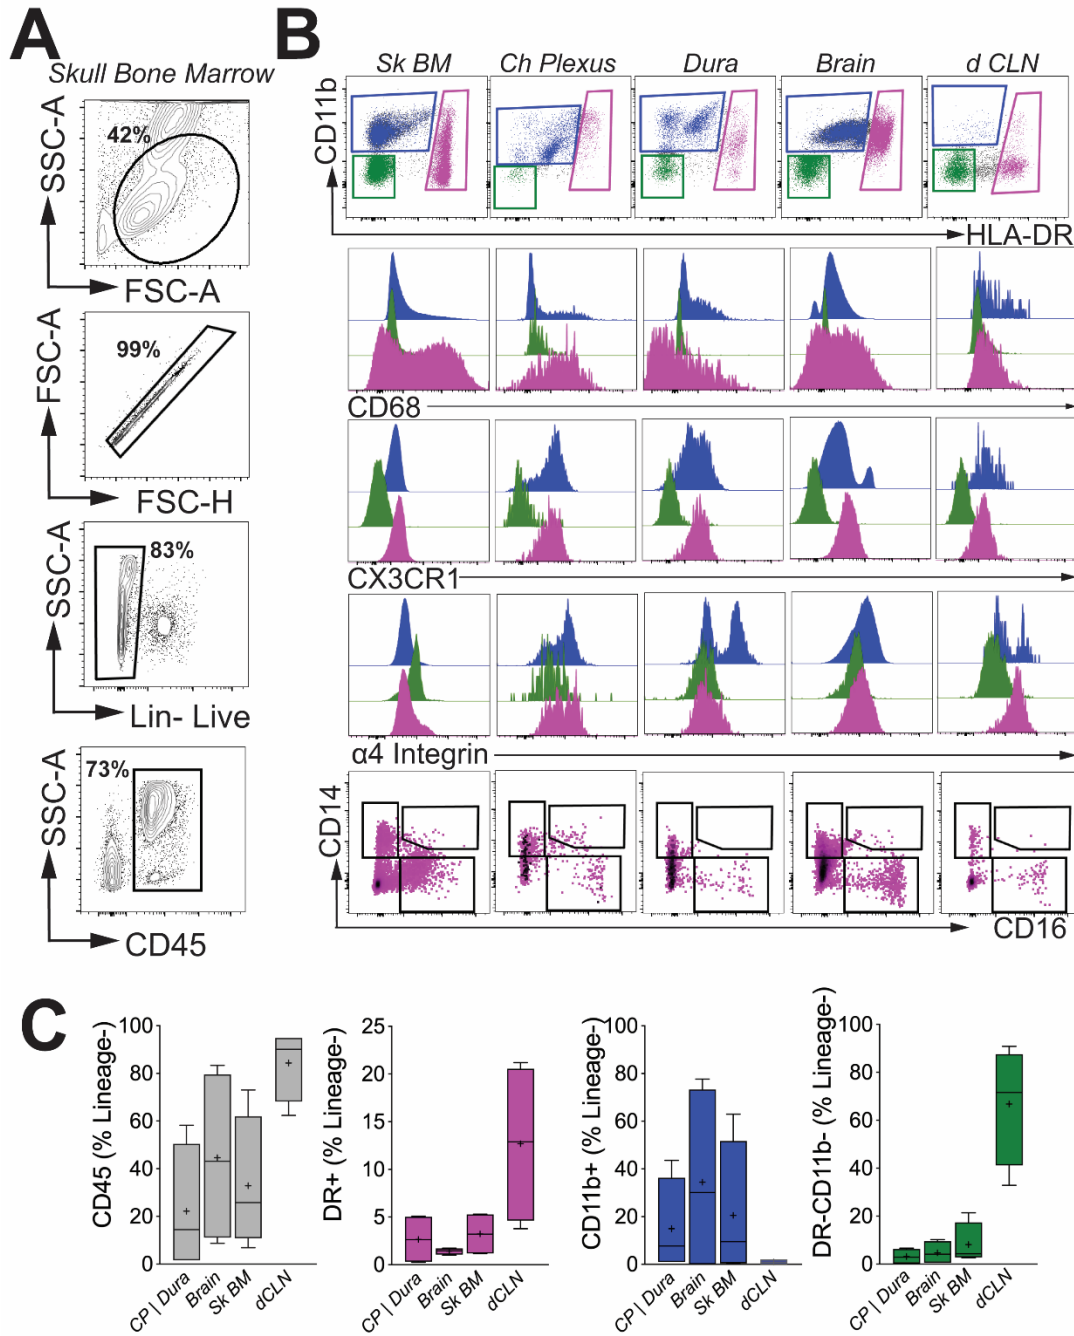 A
Skull Bone Marrow
SSC-A
42%
FSC-A
FSC-A
99%
FSC-H
SSC-A
83%
Lin- Live
SSC-A
73%
CD45
B
Sk BM Ch Plexus Dura Brain d CLN
CD11b
HLA-DR
CD68
CX3CR1
α4 Integrin
CD14
CD16
C
CD45 (% Lineage-)
100
80
60
40
20
0
CP | Dura
Brain
Sk BM
dCLN
DR+ (% Lineage-)
25
20
15
10
5
0
CP | Dura
Brain
Sk BM
dCLN
CD11b+ (% Lineage-)
100
80
60
40
20
0
CP | Dura
Brain
Sk BM
dCLN
DR-CD11b- (% Lineage-)
100
80
60
40
20
0
CP | Dura
Brain
Sk BM
dCLN